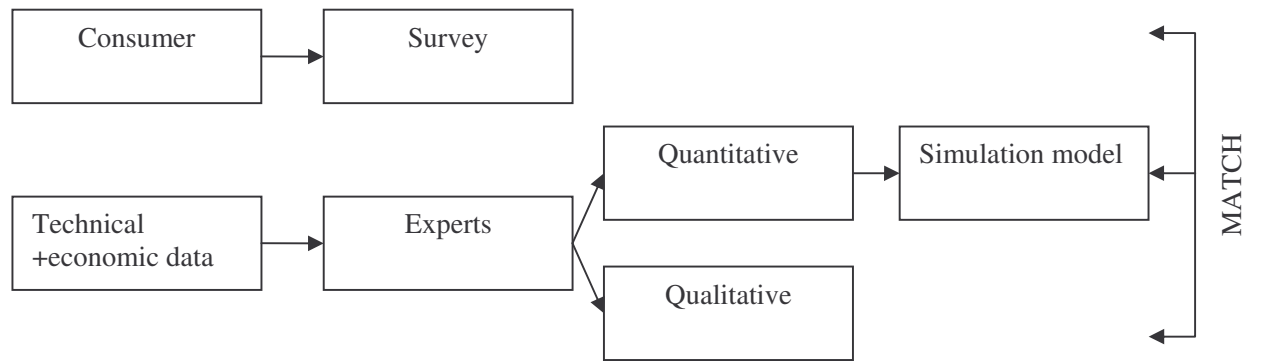 Consumer
Survey
Quantitative
Simulation model
Technical
+economic data
Experts
Qualitative
MATCH